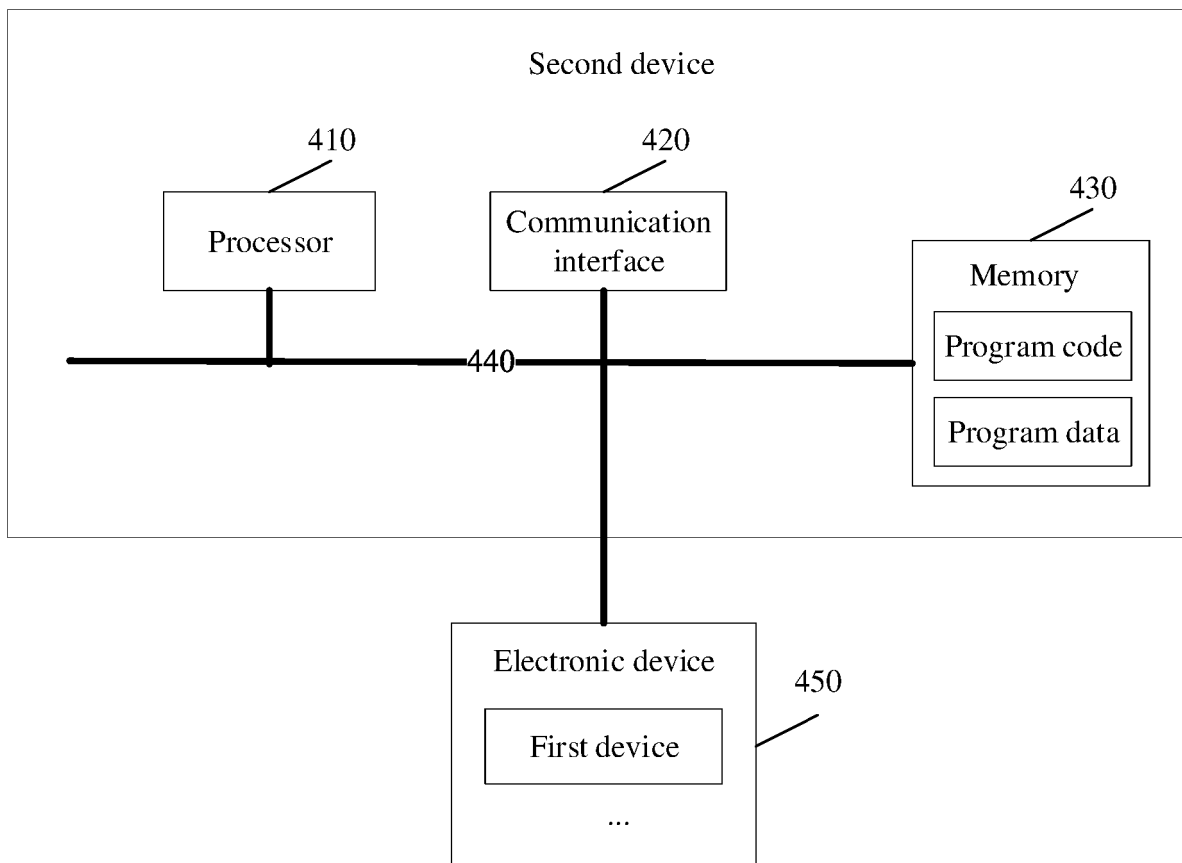 Second device
410
420
430
Processor
Communication
interface
Memory
Program code
440
Program data
Electronic device
450
First device
...